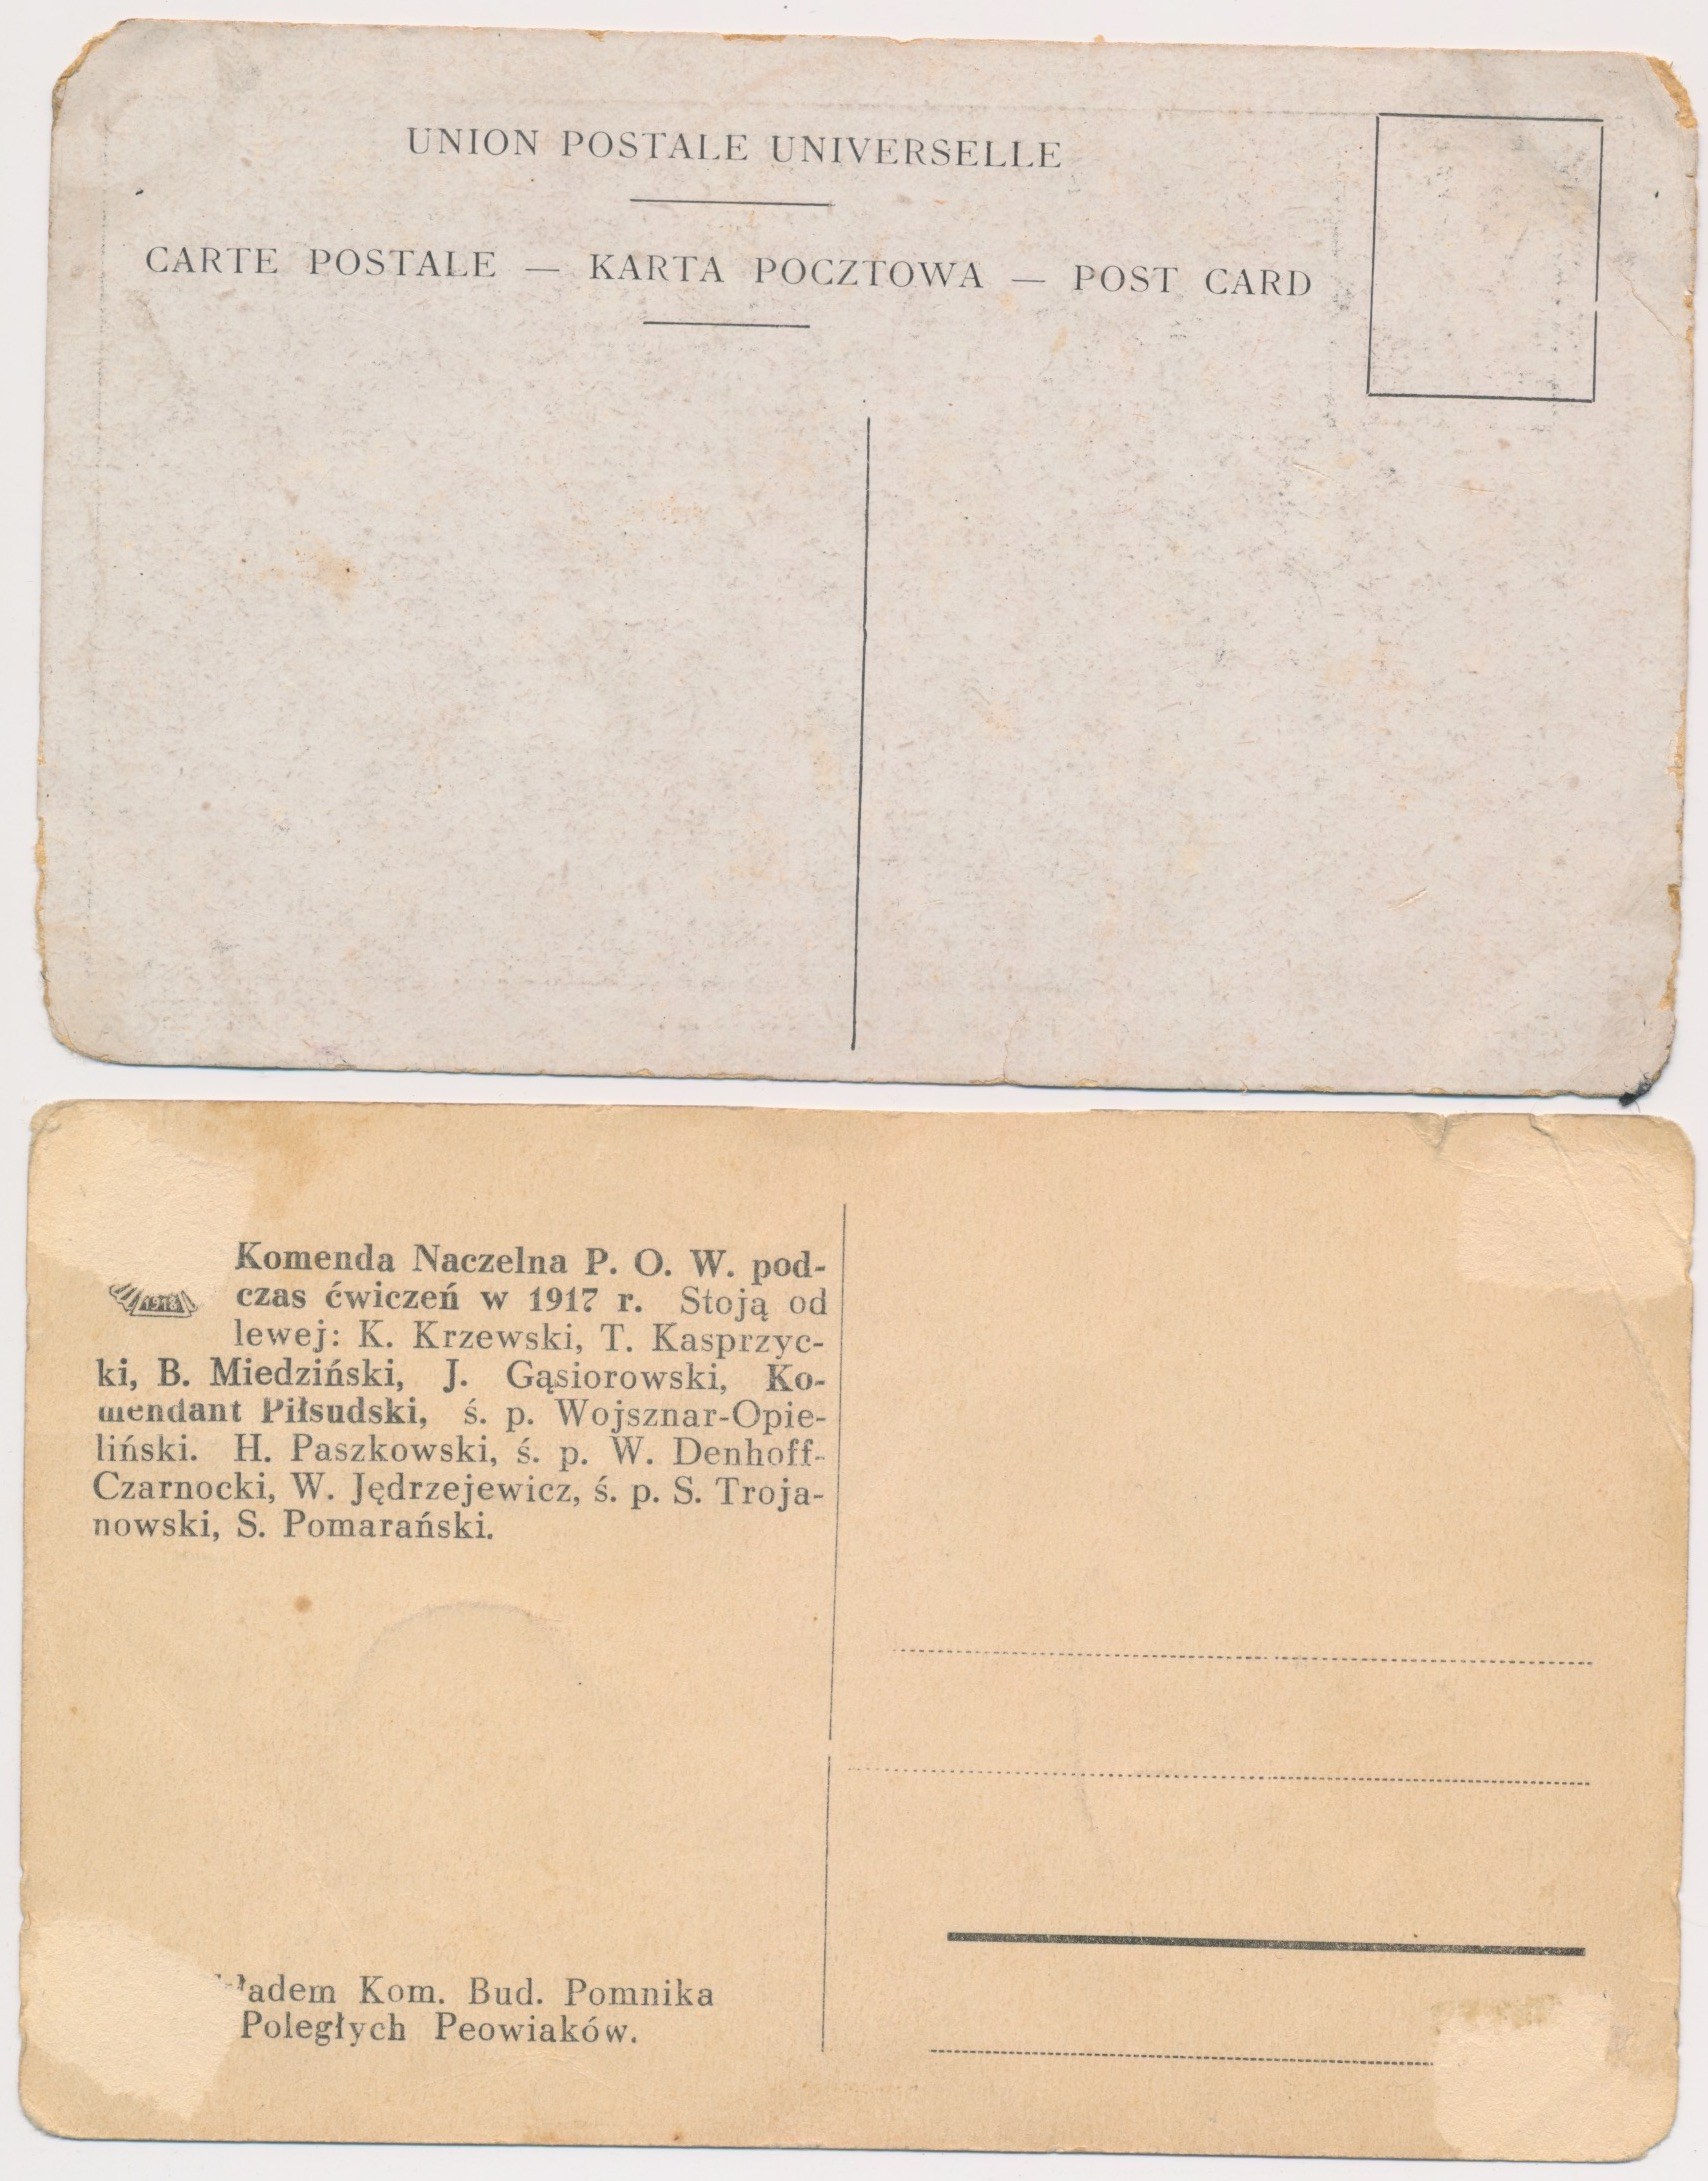 UNION POSTALE UNIVERSELLE
CARTE POSTALE — KARTA POCZTOWA — POST CARD
Komenda Naczelna P. O. W. pod-
czas ćwiczeń w 1917 r. Stoją od
1918
lewej: K. Krzewski, T. Kasprzyc-
ki, B. Miedziński, J. Gąsiorowski, Ko-
mendant Piłsudski, ś. p. Wojsznar-Opie-
liński. H. Paszkowski, ś. p. W. Denhoff-
Czarnocki, W. Jędrzejewicz, ś. p. S. Troja-
nowski, S. Pomarański.
ładem Kom. Bud. Pomnika
Poległych Peowiaków.